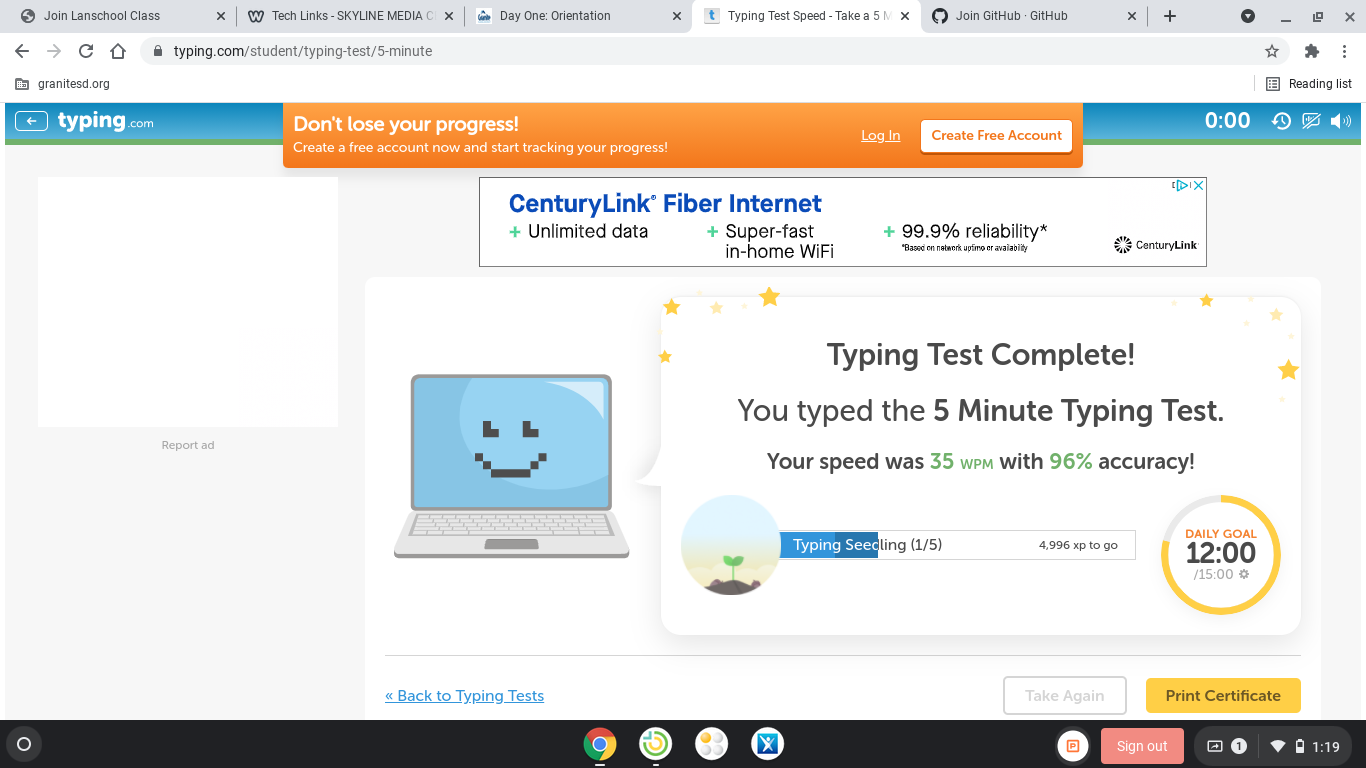 Join Lanschool Class
Tech Links - SKYLINE MEDIA C
Day One: Orientation
Typing Test Speed - Take a 5 M
Join GitHub · GitHub
typing.com/student/typing-test/5-minute
granitesd.org
Reading list
typing.com
Don't lose your progress!
Create a free account now and start tracking your progress!
Log In
Create Free Account
0:00
CenturyLink® Fiber Internet
+ Unlimited data
+ Super-fast
in-home WiFi
+ 99.9% reliability*
*Based on network uptime or availability
CenturyLink
Report ad
Typing Test Complete!
You typed the 5 Minute Typing Test.
Your speed was 35 WPM with 96% accuracy!
Typing Seedling (1/5)
4,996 xp to go
DAILY GOAL
12:00
/15:00
« Back to Typing Tests
Take Again
Print Certificate
Sign out
1
1:19